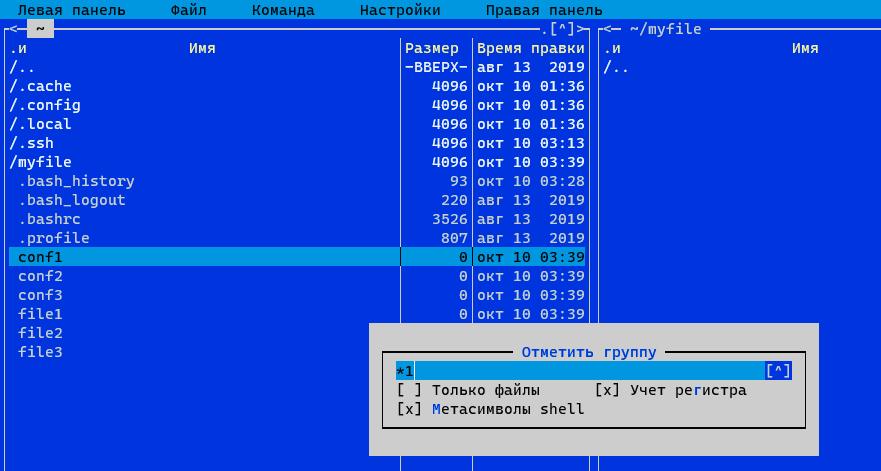 Левая панель Файл Команда Настройки Правая панель
<— ~ .[^]> <— ~/myfile
.и Имя Размер Время правки .и Имя
/.. -ВВЕРХ- авг 13 2019 /..
/.cache 4096 окт 10 01:36
/.config 4096 окт 10 01:36
/.local 4096 окт 10 01:36
/.ssh 4096 окт 10 03:13
/myfile 4096 окт 10 03:39
.bash_history 93 окт 10 03:28
.bash_logout 220 авг 13 2019
.bashrc 3526 авг 13 2019
.profile 807 авг 13 2019
conf1 0 окт 10 03:39
conf2 0 окт 10 03:39
conf3 0 окт 10 03:39
file1 0 окт 10 03:39
file2
file3
Отметить группу
*1 [^]
[ ] Только файлы [x] Учет регистра
[x] Метасимволы shell